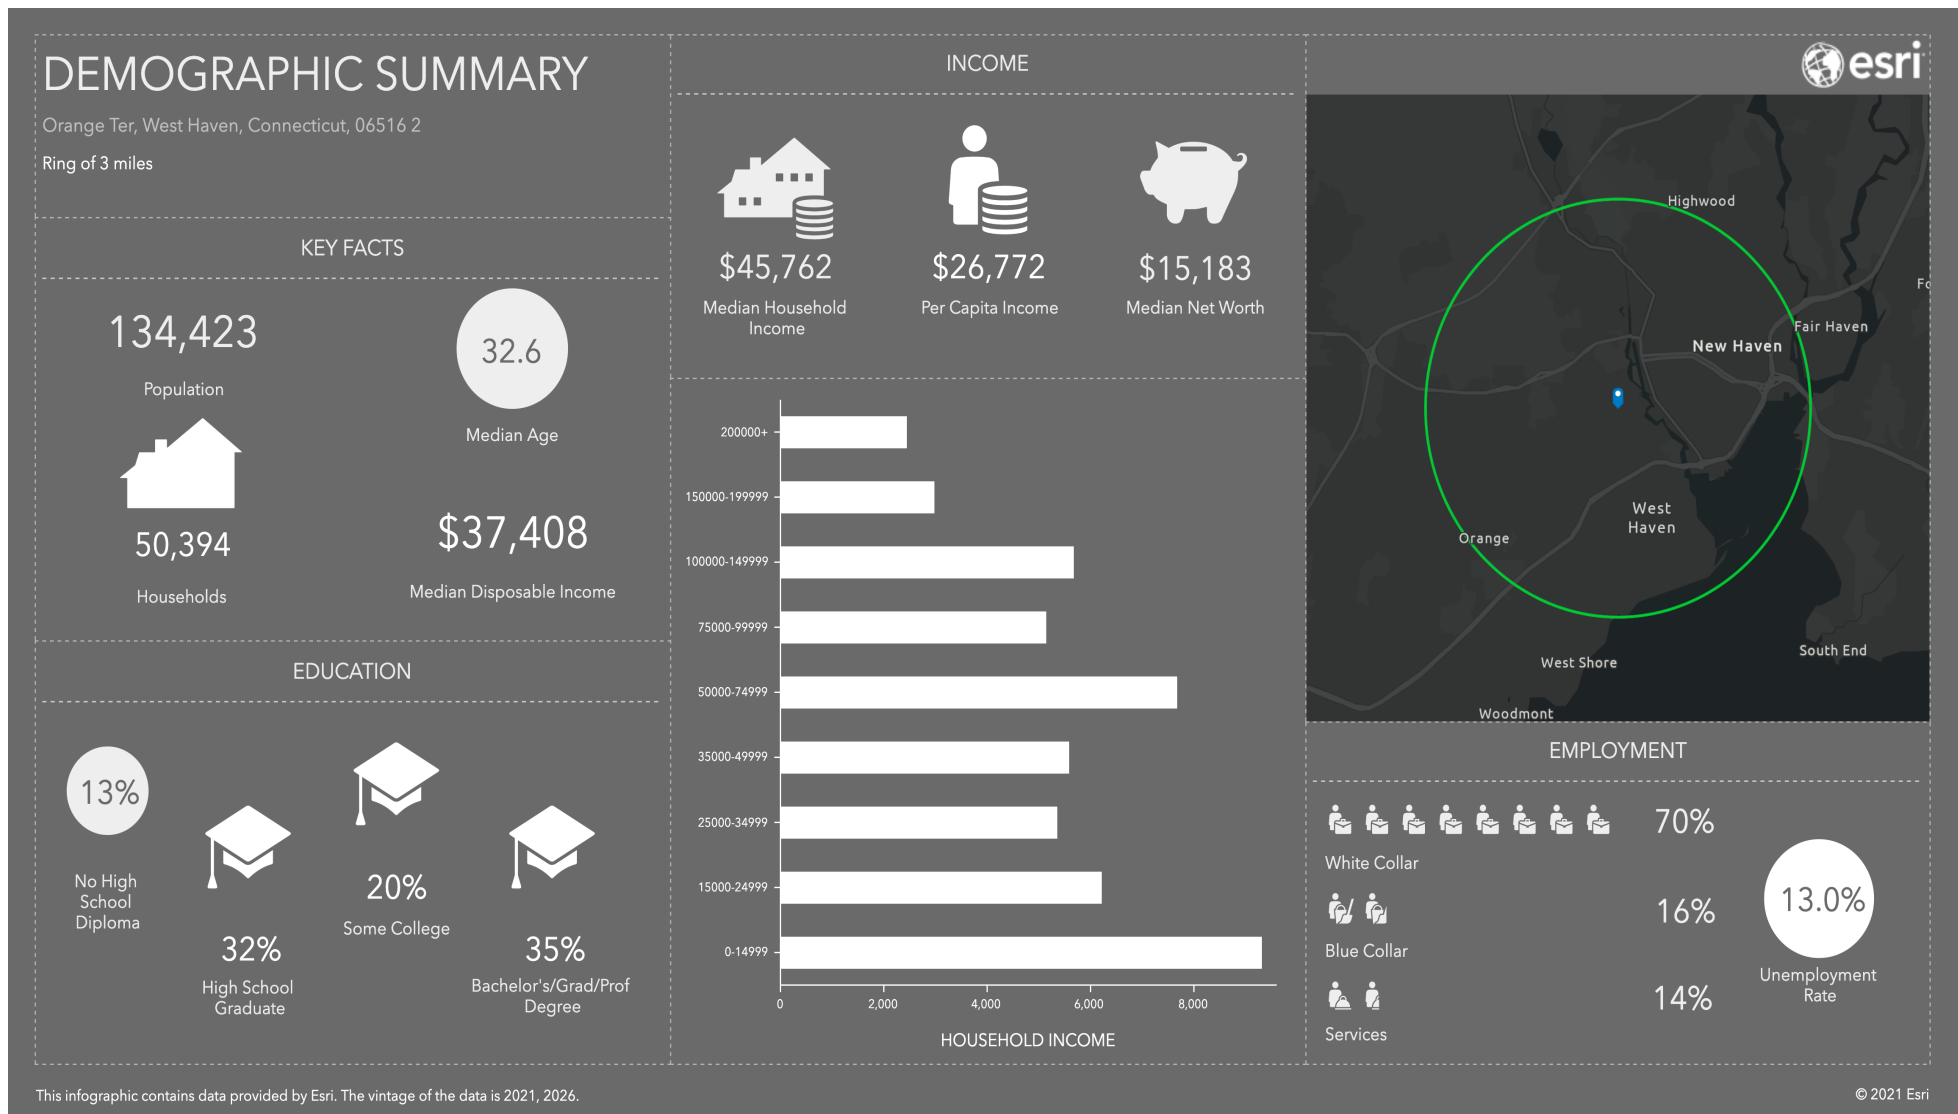 DEMOGRAPHIC SUMMARY
Orange Ter, West Haven, Connecticut, 06516 2
Ring of 3 miles
KEY FACTS
134,423
Population
32.6
Median Age
50,394
Households
$37,408
Median Disposable Income
EDUCATION
13%
No High
School
Diploma
32%
High School
Graduate
20%
Some College
35%
Bachelor's/Grad/Prof
Degree
INCOME
$45,762
Median Household
Income
$26,772
Per Capita Income
$15,183
Median Net Worth
200000+
150000-199999
100000-149999
75000-99999
50000-74999
35000-49999
25000-34999
15000-24999
0-14999
0 2,000 4,000 6,000 8,000
HOUSEHOLD INCOME
esri
Highwood
Fair Haven
New Haven
West
Haven
Orange
West Shore
South End
Woodmont
EMPLOYMENT
70%
White Collar
16%
Blue Collar
14%
Services
13.0%
Unemployment
Rate
This infographic contains data provided by Esri. The vintage of the data is 2021, 2026.
© 2021 Esri